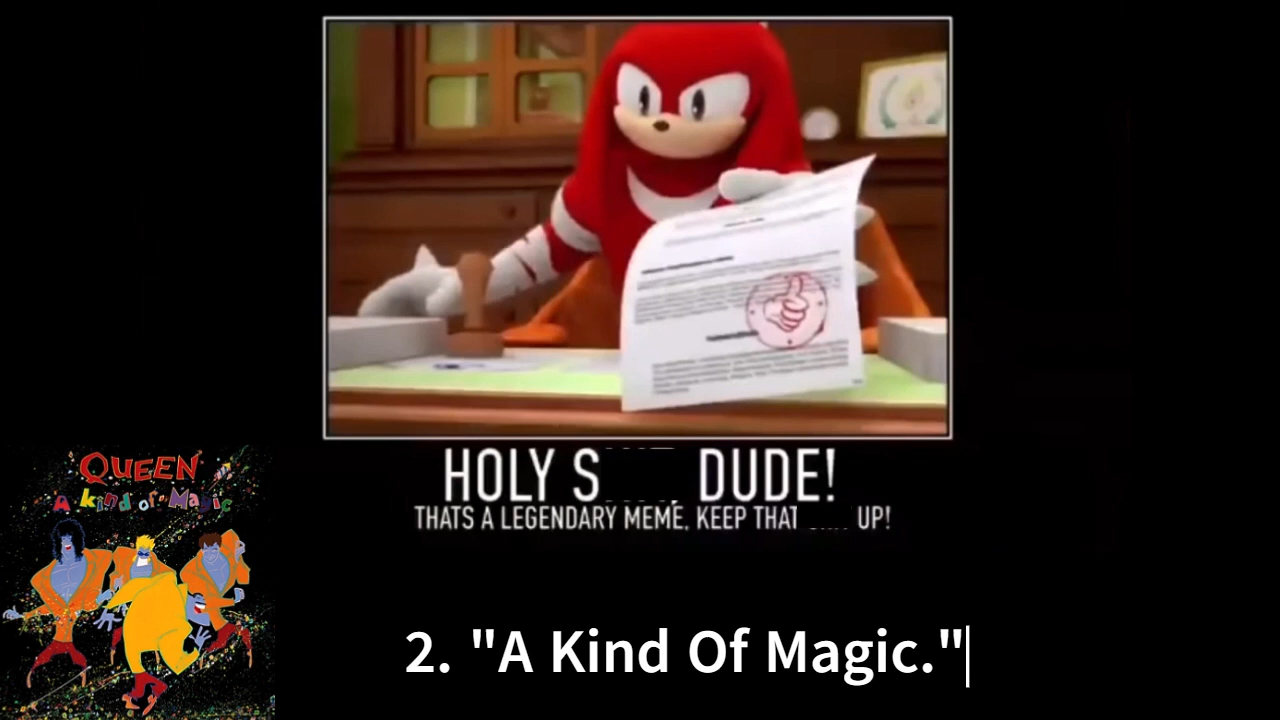 HOLY S DUDE!
THATS A LEGENDARY MEME, KEEP THAT UP!
QUEEN
A Kind of Magic
2. "A Kind Of Magic."